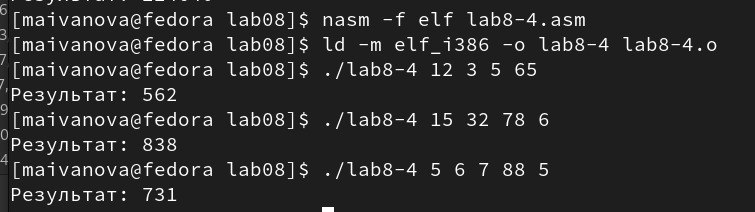 [maivanova@fedora lab08]$ nasm -f elf lab8-4.asm
[maivanova@fedora lab08]$ ld -m elf_i386 -o lab8-4 lab8-4.o
[maivanova@fedora lab08]$ ./lab8-4 12 3 5 65
Результат: 562
[maivanova@fedora lab08]$ ./lab8-4 15 32 78 6
Результат: 838
[maivanova@fedora lab08]$ ./lab8-4 5 6 7 88 5
Результат: 731